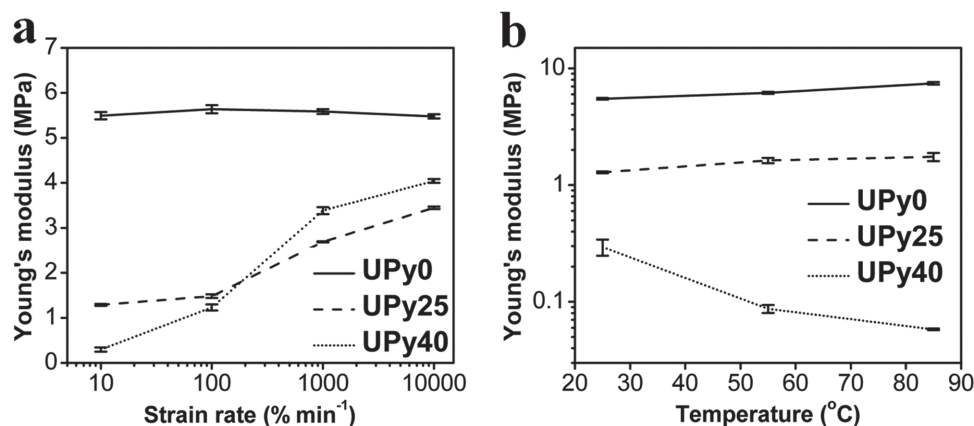 a
Young's modulus (MPa)
7
6
5
4
3
2
1
0
UPy0
UPy25
UPy40
10 100 1000 10000
Strain rate (% min⁻¹)
b
Young's modulus (MPa)
10
1
0.1
UPy0
UPy25
UPy40
20 30 40 50 60 70 80 90
Temperature (°C)